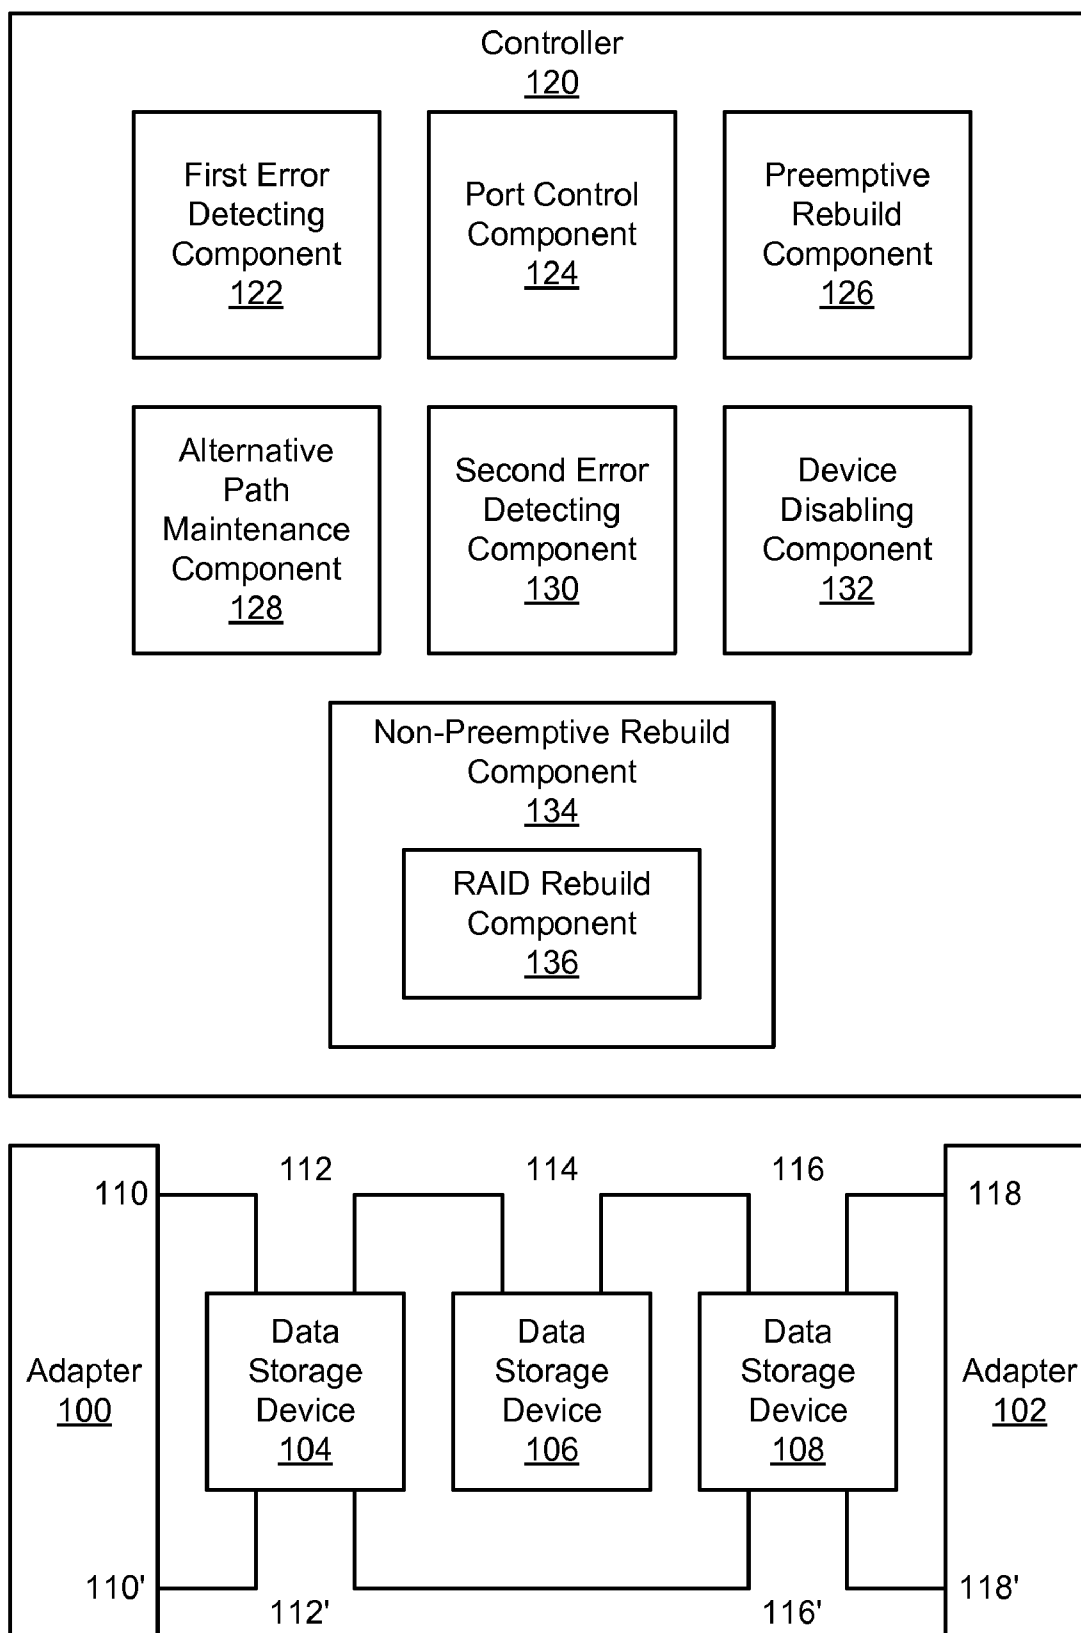 Controller
120
First Error
Detecting
Component
122
Port Control
Component
124
Preemptive
Rebuild
Component
126
Alternative
Path
Maintenance
Component
128
Second Error
Detecting
Component
130
Device
Disabling
Component
132
Non-Preemptive Rebuild
Component
134
RAID Rebuild
Component
136
110
112
114
116
118
Adapter
100
Data
Storage
Device
104
Data
Storage
Device
106
Data
Storage
Device
108
Adapter
102
110'
112'
116'
118'